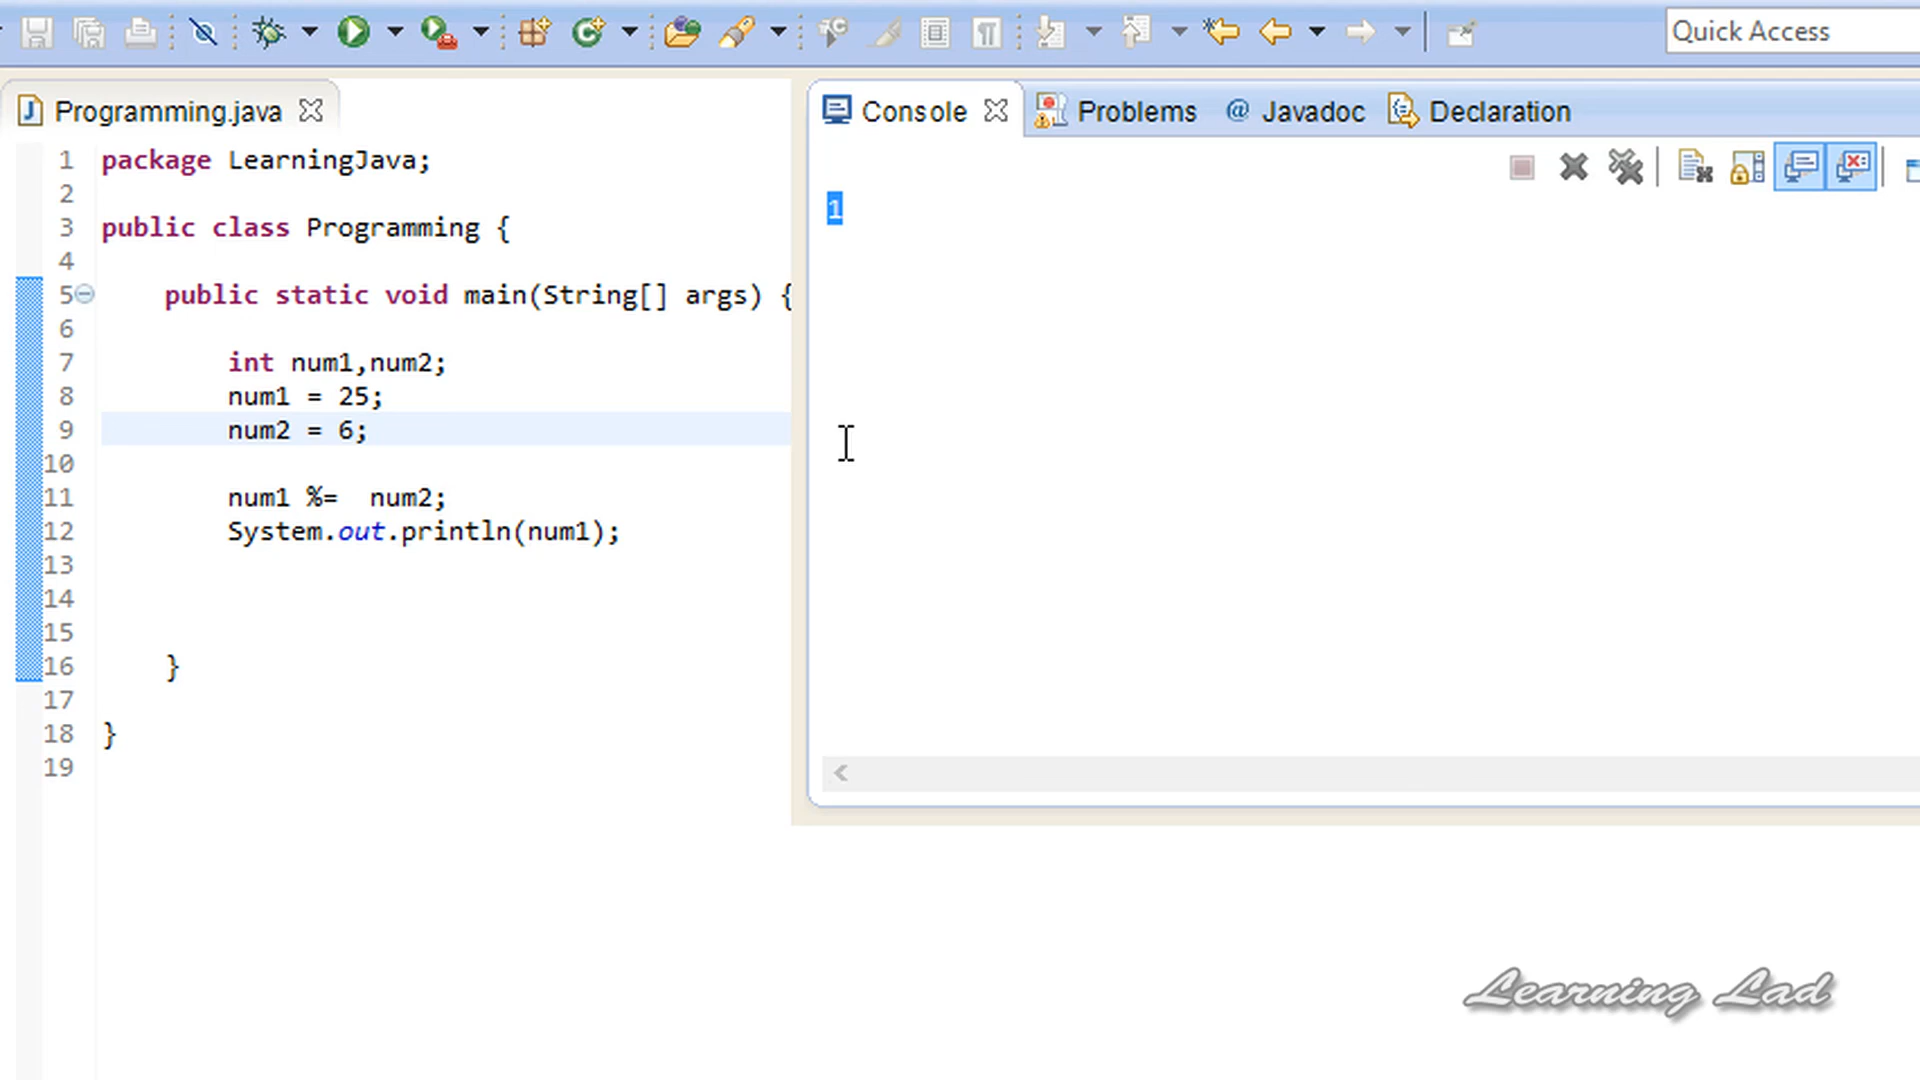 Quick Access
Programming.java
Console
Problems
@ Javadoc
Declaration
1 package LearningJava;
2
3 public class Programming {
4
5 public static void main(String[] args) {
6
7 int num1,num2;
8 num1 = 25;
9 num2 = 6;
10
11 num1 %=  num2;
12 System.out.println(num1);
13
14
15
16 }
17
18 }
19
1
Learning Lad